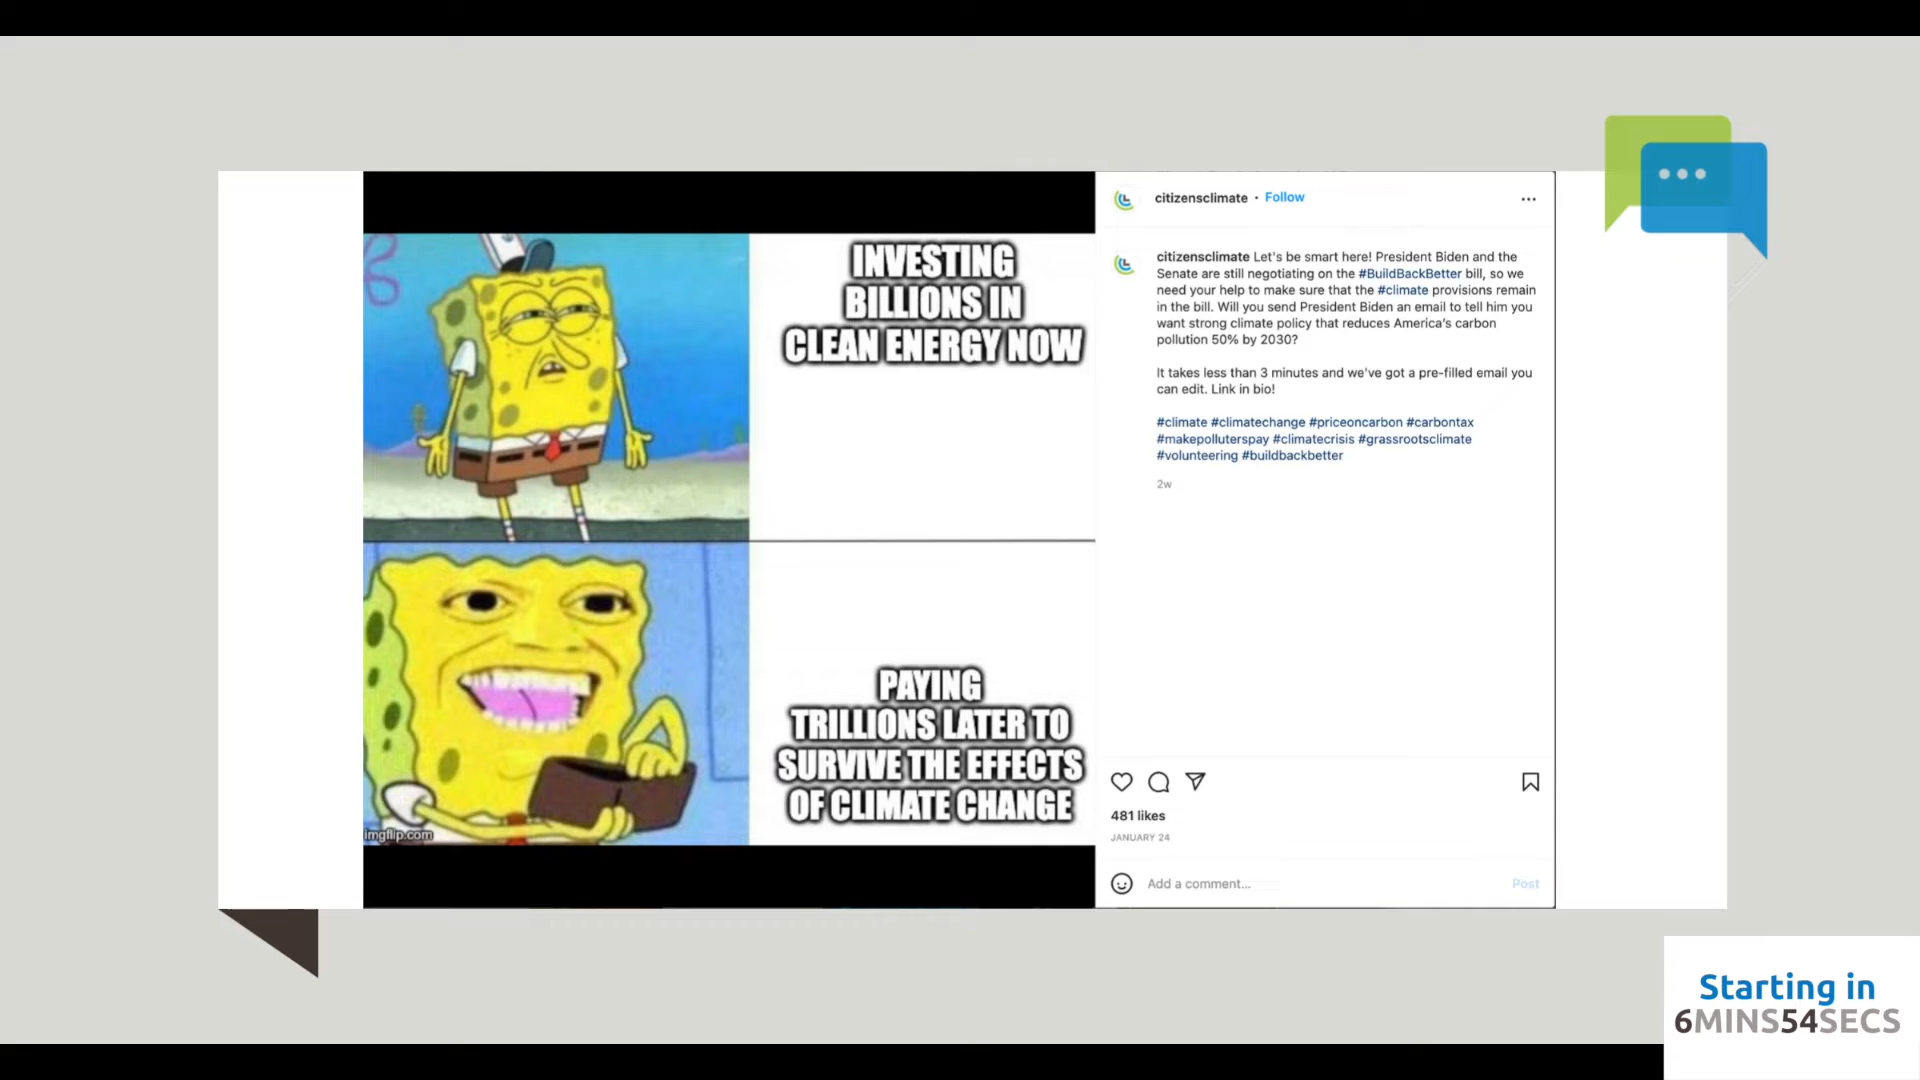 INVESTING
BILLIONS IN
CLEAN ENERGY NOW
PAYING
TRILLIONS LATER TO
SURVIVE THE EFFECTS
OF CLIMATE CHANGE
imgflip.com
citizensclimate • Follow
citizensclimate Let's be smart here! President Biden and the
Senate are still negotiating on the #BuildBackBetter bill, so we
need your help to make sure that the #climate provisions remain
in the bill. Will you send President Biden an email to tell him you
want strong climate policy that reduces America's carbon
pollution 50% by 2030?
It takes less than 3 minutes and we've got a pre-filled email you
can edit. Link in bio!
#climate #climatechange #priceoncarbon #carbontax
#makepolluterspay #climatecrisis #grassrootsclimate
#volunteering #buildbackbetter
2w
481 likes
JANUARY 24
Add a comment...
Post
Starting in
6MINS54SECS